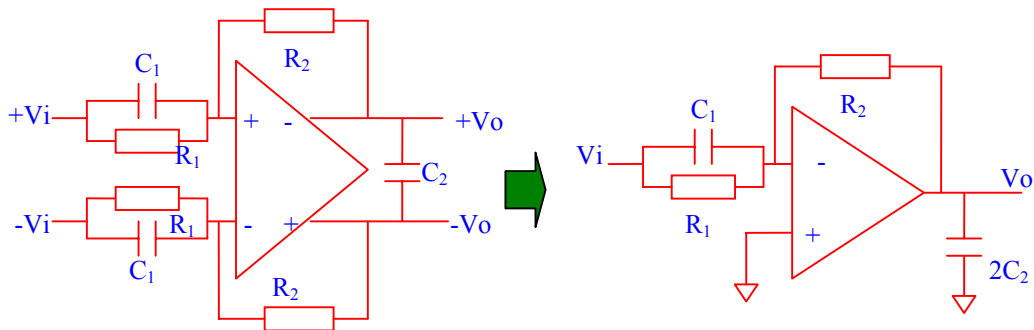 R₂
C₁
+Vi
+ -
+Vo
R₁
C₂
-Vi
R₁
- +
-Vo
C₁
R₂
R₂
C₁
Vi
-
Vo
R₁
+
2C₂